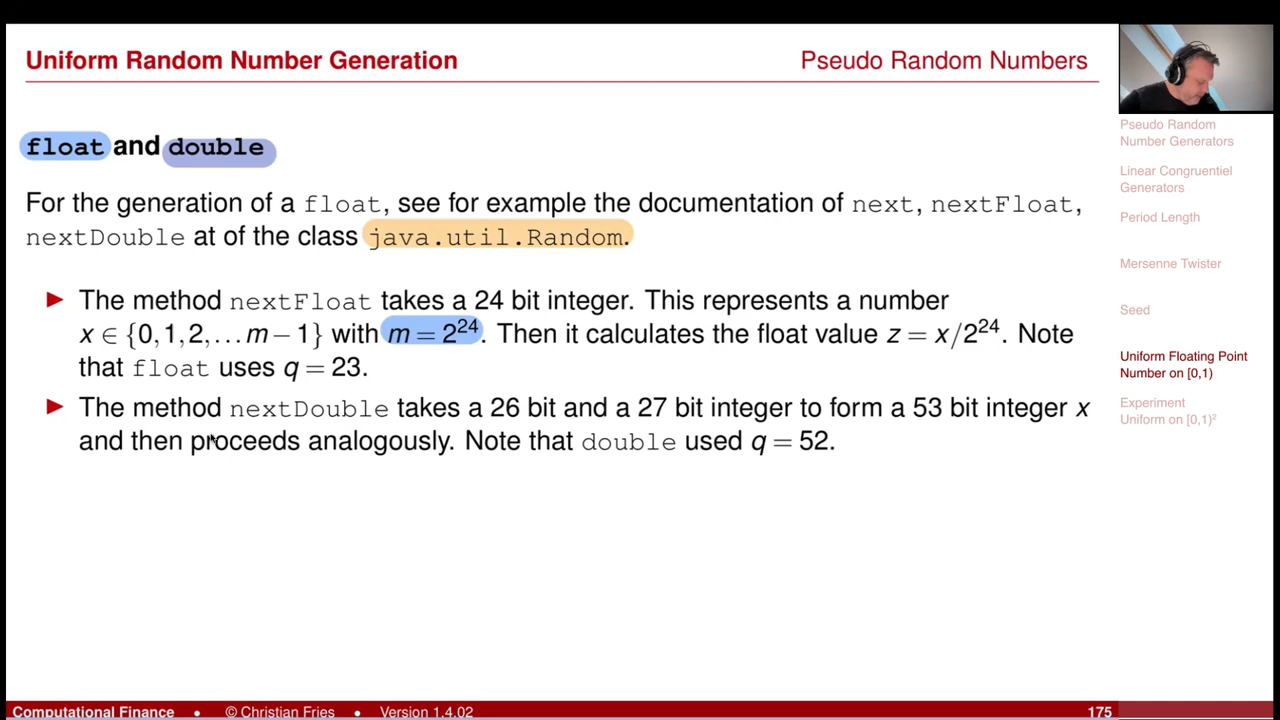 Uniform Random Number Generation
Pseudo Random Numbers
float and double
For the generation of a float, see for example the documentation of next, nextFloat,
nextDouble at of the class java.util.Random.
► The method nextFloat takes a 24 bit integer. This represents a number
x ∈ {0,1,2,...m−1} with m = 2²⁴. Then it calculates the float value z = x/2²⁴. Note
that float uses q = 23.
► The method nextDouble takes a 26 bit and a 27 bit integer to form a 53 bit integer x
and then proceeds analogously. Note that double used q = 52.
Pseudo Random
Number Generators
Linear Congruentiel
Generators
Period Length
Mersenne Twister
Seed
Uniform Floating Point
Number on [0,1)
Experiment
Uniform on [0,1)²
Computational Finance • © Christian Fries • Version 1.4.02
175